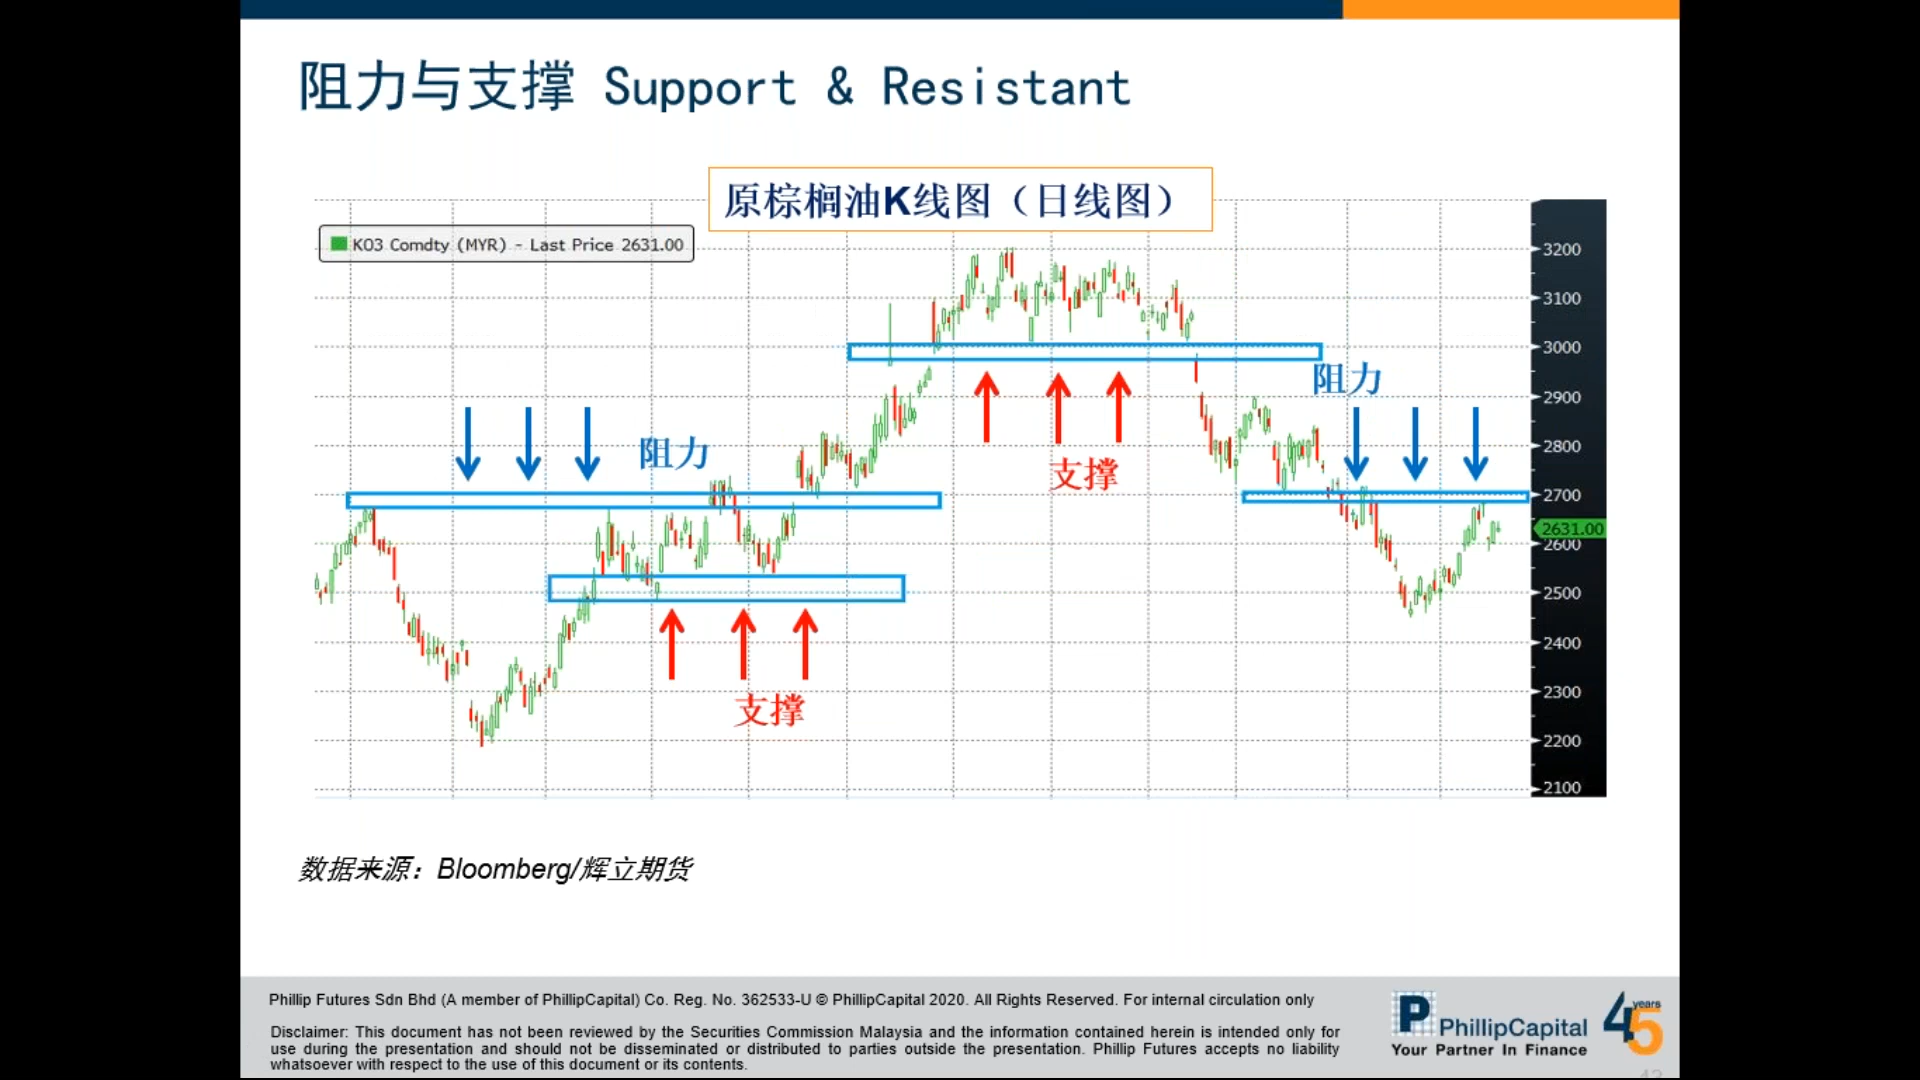 阻力与支撑 Support & Resistant
原棕榈油K线图（日线图）
KO3 Comdty (MYR) - Last Price 2631.00
3200
3100
3000
阻力
2900
2800
阻力
支撑
2700
2631.00
2600
2500
2400
2300
支撑
2200
2100
数据来源：Bloomberg/辉立期货
Phillip Futures Sdn Bhd (A member of PhillipCapital) Co. Reg. No. 362533-U © PhillipCapital 2020. All Rights Reserved. For internal circulation only
Disclaimer: This document has not been reviewed by the Securities Commission Malaysia and the information contained herein is intended only for
use during the presentation and should not be disseminated or distributed to parties outside the presentation. Phillip Futures accepts no liability
whatsoever with respect to the use of this document or its contents.
P PhillipCapital
Your Partner In Finance
45 years